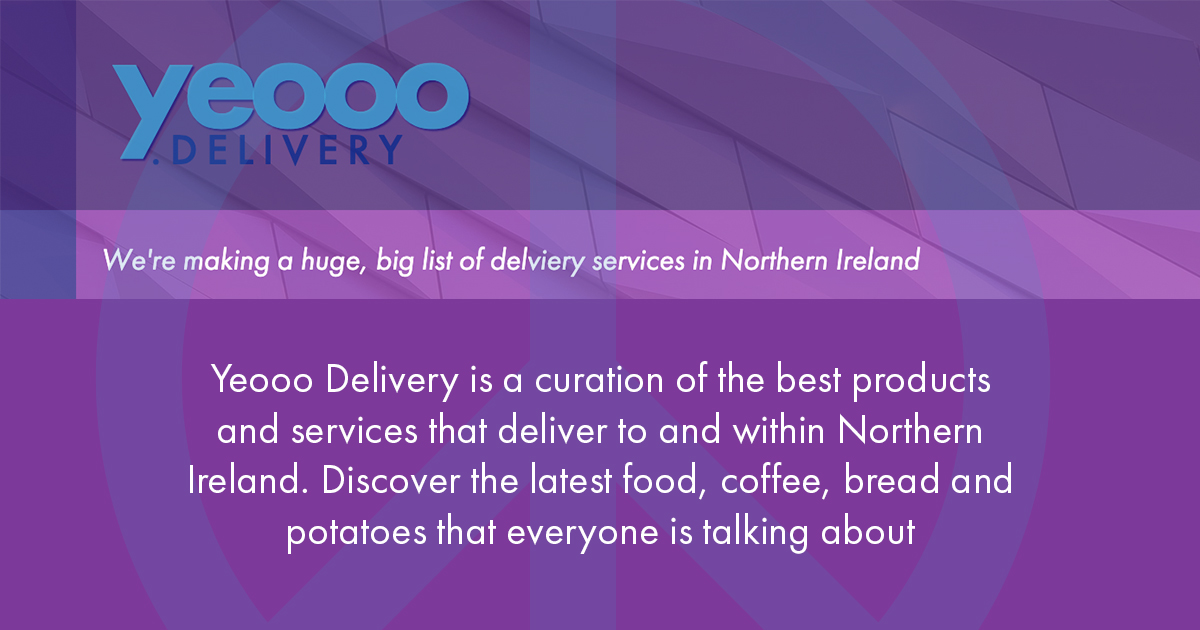 yeooo
.DELIVERY
We're making a huge, big list of delviery services in Northern Ireland
Yeooo Delivery is a curation of the best products
and services that deliver to and within Northern
Ireland. Discover the latest food, coffee, bread and
potatoes that everyone is talking about